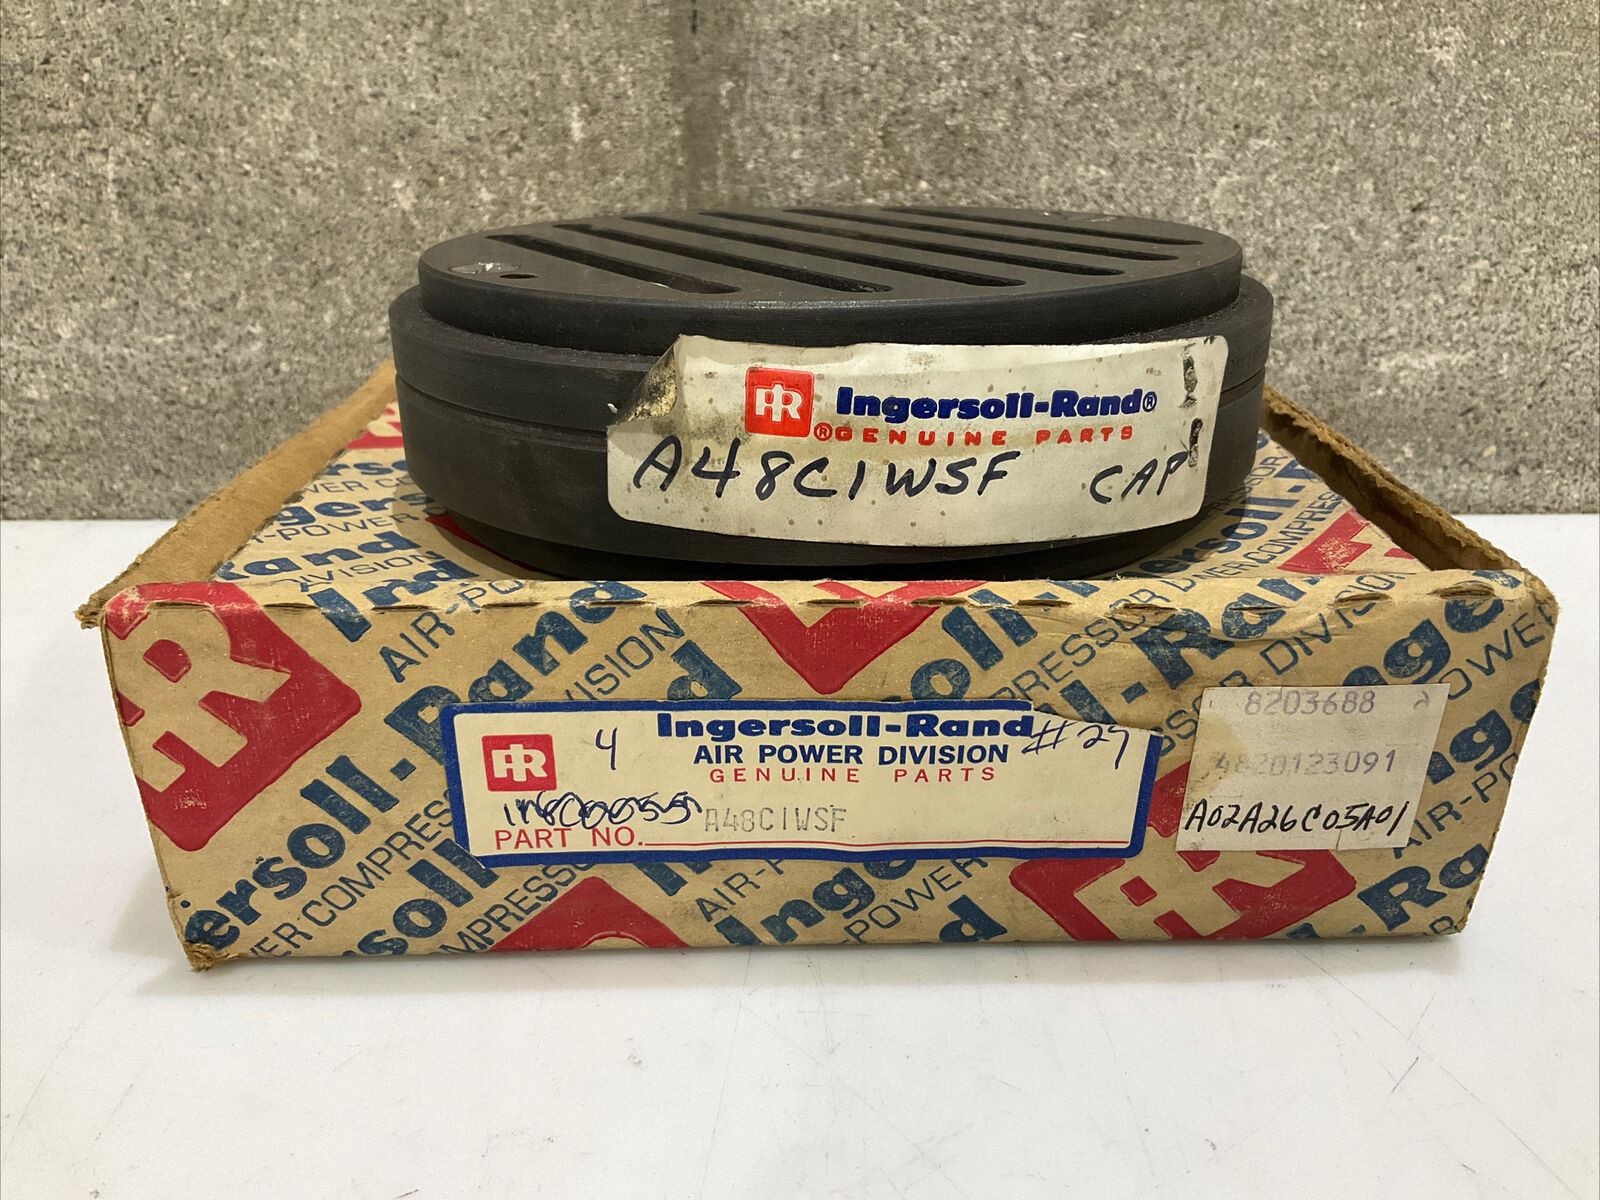 IR Ingersoll-Rand®
®GENUINE PARTS
A48C1WSF CAP
Ingersoll-Rand
AIR POWER DIVISION
GENUINE PARTS
4 #29
PART NO. A48C1WSF
8203688 2
4820123091
A02A26C05A01
Ingersoll-Rand
AIR-POWER
COMPRESSOR DIVISION